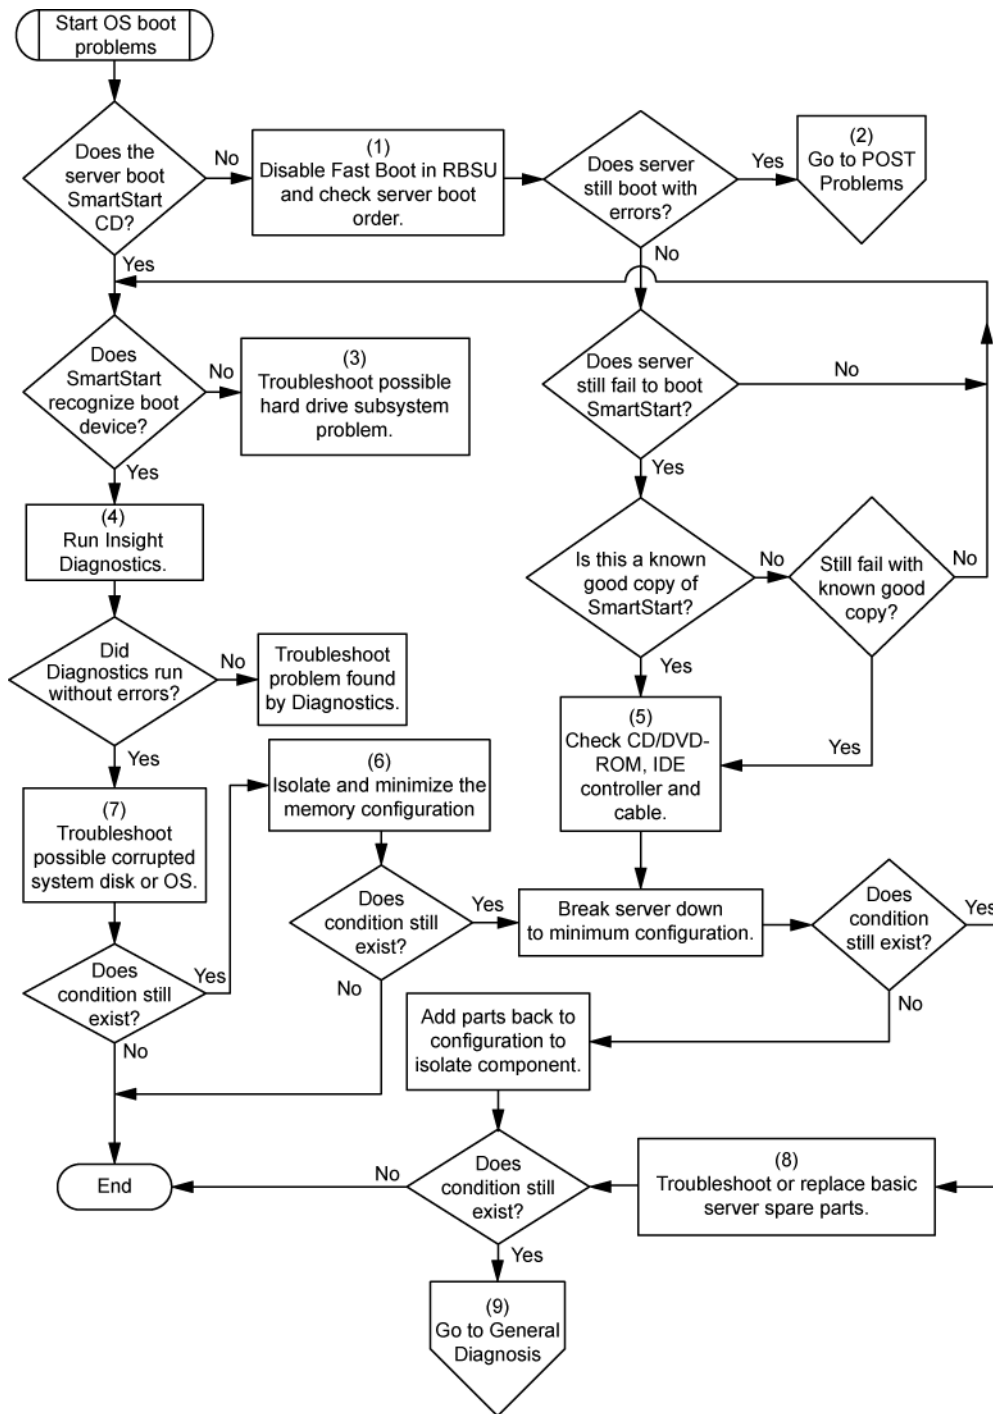 Start OS boot
problems
Does the
server boot
SmartStart
CD?
No
(1)
Disable Fast Boot in RBSU
and check server boot
order.
Does server
still boot with
errors?
Yes
(2)
Go to POST
Problems
Yes
No
Does
SmartStart
recognize boot
device?
No
(3)
Troubleshoot possible
hard drive subsystem
problem.
Does server
still fail to boot
SmartStart?
No
Yes
Yes
(4)
Run Insight
Diagnostics.
Is this a known
good copy of
SmartStart?
No
Still fail with
known good
copy?
No
Did
Diagnostics run
without errors?
No
Troubleshoot
problem found
by Diagnostics.
Yes
Yes
Yes
(5)
Check CD/DVD-
ROM, IDE
controller and
cable.
(6)
Isolate and minimize the
memory configuration
(7)
Troubleshoot
possible corrupted
system disk or OS.
Does
condition still
exist?
Yes
Break server down
to minimum configuration.
Does
condition
still exist?
Yes
Does
condition still
exist?
Yes
No
No
No
Add parts back to
configuration to
isolate component.
End
No
Does
condition still
exist?
(8)
Troubleshoot or replace basic
server spare parts.
Yes
(9)
Go to General
Diagnosis